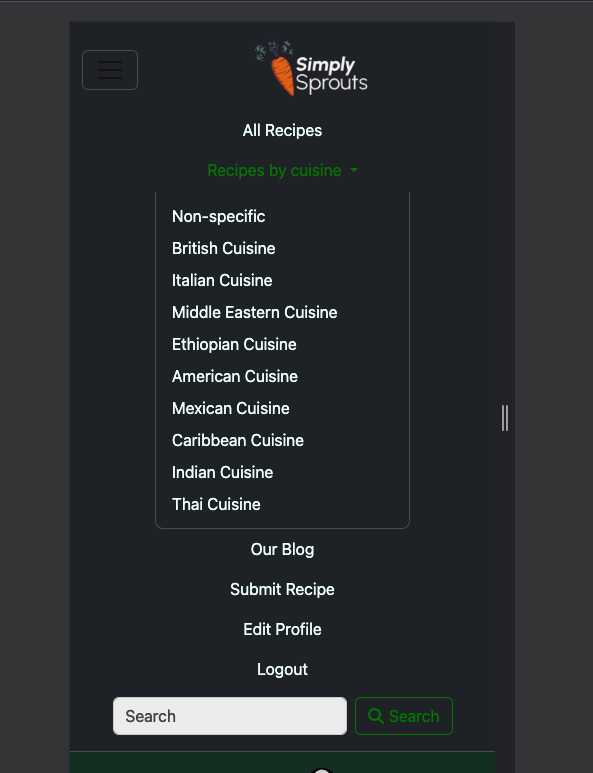 Simply
Sprouts
All Recipes
Recipes by cuisine
Non-specific
British Cuisine
Italian Cuisine
Middle Eastern Cuisine
Ethiopian Cuisine
American Cuisine
Mexican Cuisine
Caribbean Cuisine
Indian Cuisine
Thai Cuisine
Our Blog
Submit Recipe
Edit Profile
Logout
Search Search